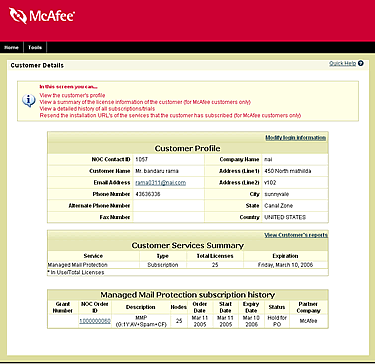 McAfee®
Home Tools
Customer Details
Quick Help
In this screen you can...
View the customer's profile
View a summary of the license information of the customer (for McAfee customers only)
View a detailed history of all subscriptions/trials
Resend the installation URL's of the services that the customer has subscribed (for McAfee customers only)
Modify login information
Customer Profile
NOC Contact ID 1057 Company Name nai
Customer Name Mr. bandaru rama Address (Line1) 450 North mathilda
Email Address rama0311@nai.com Address (Line2) v102
Phone Number 43636336 City sunnyvale
Alternate Phone Number State Canal Zone
Fax Number Country UNITED STATES
View Customer's reports
Customer Services Summary
Service Type Total Licenses Expiration
Managed Mail Protection Subscription 25 Friday, March 10, 2006
* In Use/Total Licenses
Managed Mail Protection subscription history
Grant Number NOC Order ID Description Nodes Order Date Start Date Expiry Date Status Partner Company
1000000060 MMP (G:1Y:AV+Spam+CF) 25 Mar 11 2005 Mar 11 2005 Mar 10 2006 Hold for PO McAfee